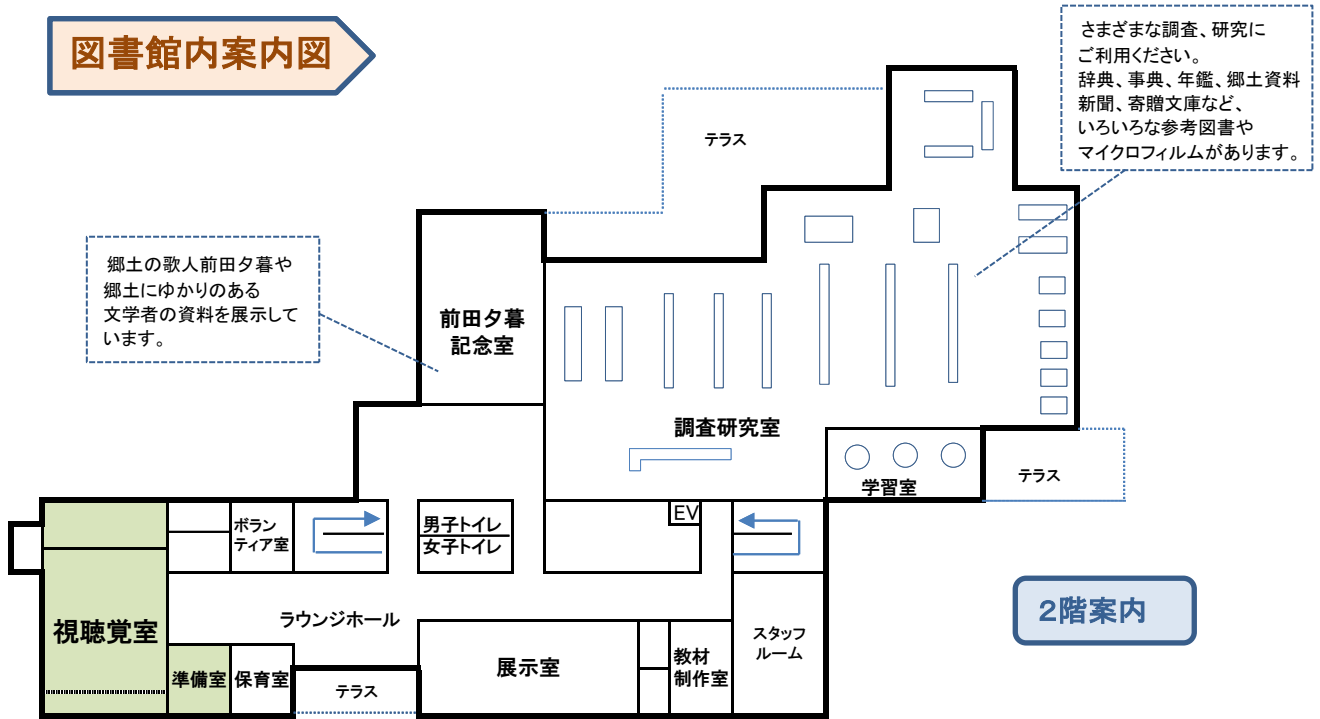 図書館内案内図
さまざまな調査、研究に
ご利用ください。
辞典、事典、年鑑、郷土資料
新聞、寄贈文庫など、
いろいろな参考図書や
マイクロフィルムがあります。
テラス
郷土の歌人前田夕暮や
郷土にゆかりのある
文学者の資料を展示して
います。
前田夕暮
記念室
調査研究室
学習室
テラス
ボラン
ティア室
男子トイレ
女子トイレ
EV
視聴覚室
ラウンジホール
2階案内
準備室
保育室
テラス
展示室
教材
制作室
スタッフ
ルーム